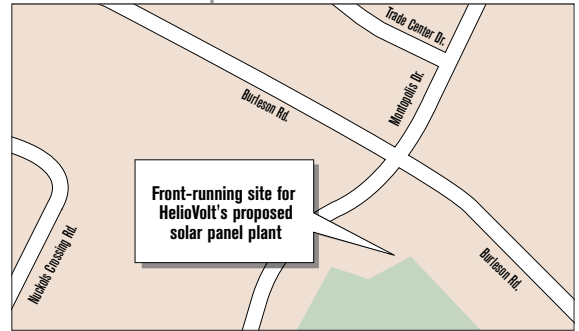 Trade Center Dr.
Montopolis Dr.
Burleson Rd.
Front-running site for
HelioVolt's proposed
solar panel plant
Nuckols Crossing Rd.
Burleson Rd.